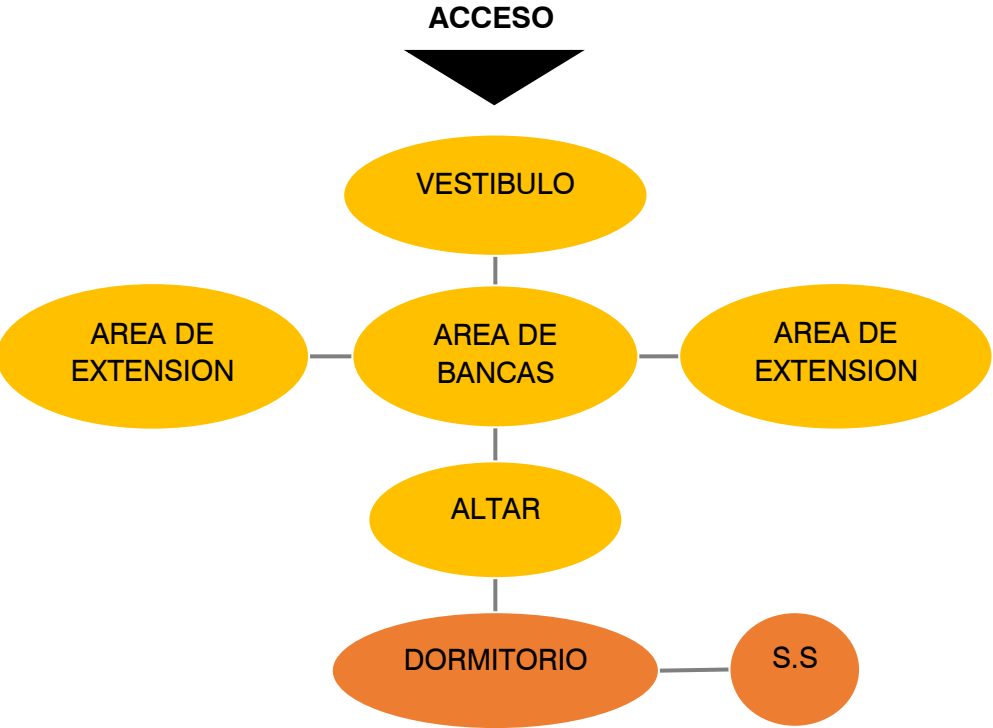 ACCESO
VESTIBULO
AREA DE
EXTENSION
AREA DE
BANCAS
AREA DE
EXTENSION
ALTAR
DORMITORIO
S.S